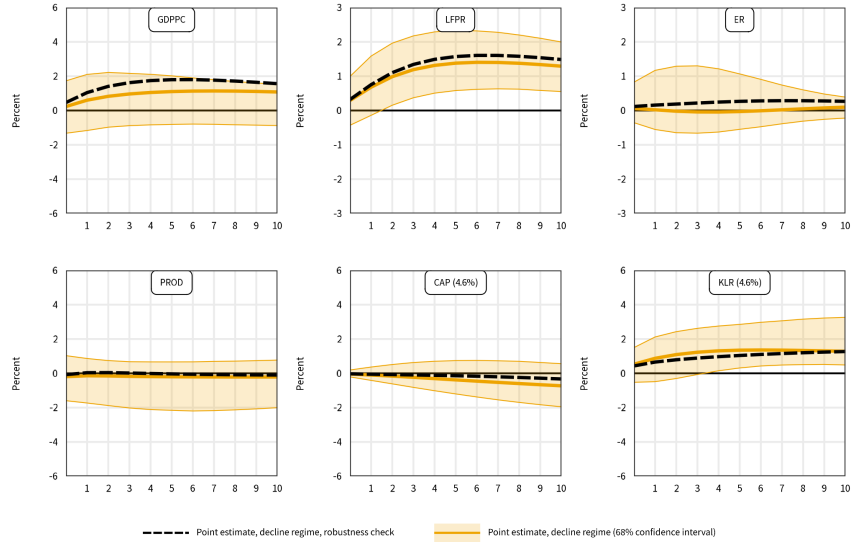 GDPPC
LFPR
ER
6
4
2
0
-2
-4
-6
Percent
1 2 3 4 5 6 7 8 9 10
3
2
1
0
-1
-2
-3
Percent
1 2 3 4 5 6 7 8 9 10
3
2
1
0
-1
-2
-3
Percent
1 2 3 4 5 6 7 8 9 10
PROD
CAP (4.6%)
KLR (4.6%)
6
4
2
0
-2
-4
-6
Percent
1 2 3 4 5 6 7 8 9 10
6
4
2
0
-2
-4
-6
Percent
1 2 3 4 5 6 7 8 9 10
6
4
2
0
-2
-4
-6
Percent
1 2 3 4 5 6 7 8 9 10
Point estimate, decline regime, robustness check
Point estimate, decline regime (68% confidence interval)